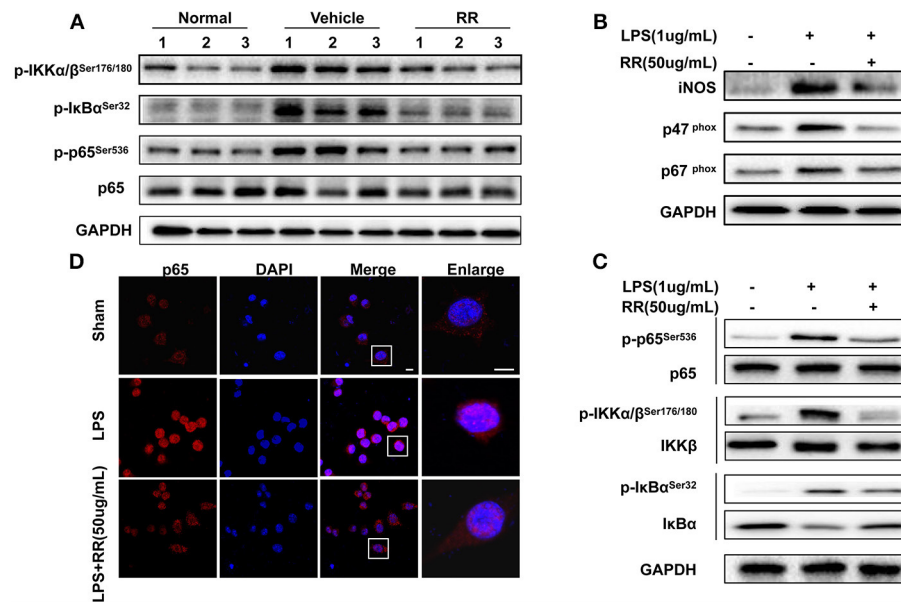 A
Normal Vehicle RR
1 2 3 1 2 3 1 2 3
p-IKKα/βSer176/180
p-IκBαSer32
p-p65Ser536
p65
GAPDH
B
LPS(1ug/mL) - + +
RR(50ug/mL) - - +
iNOS
p47 phox
p67 phox
GAPDH
D
p65 DAPI Merge Enlarge
Sham
LPS
LPS+RR(50ug/mL)
C
LPS(1ug/mL) - + +
RR(50ug/mL) - - +
p-p65Ser536
p65
p-IKKα/βSer176/180
IKKβ
p-IκBαSer32
IκBα
GAPDH